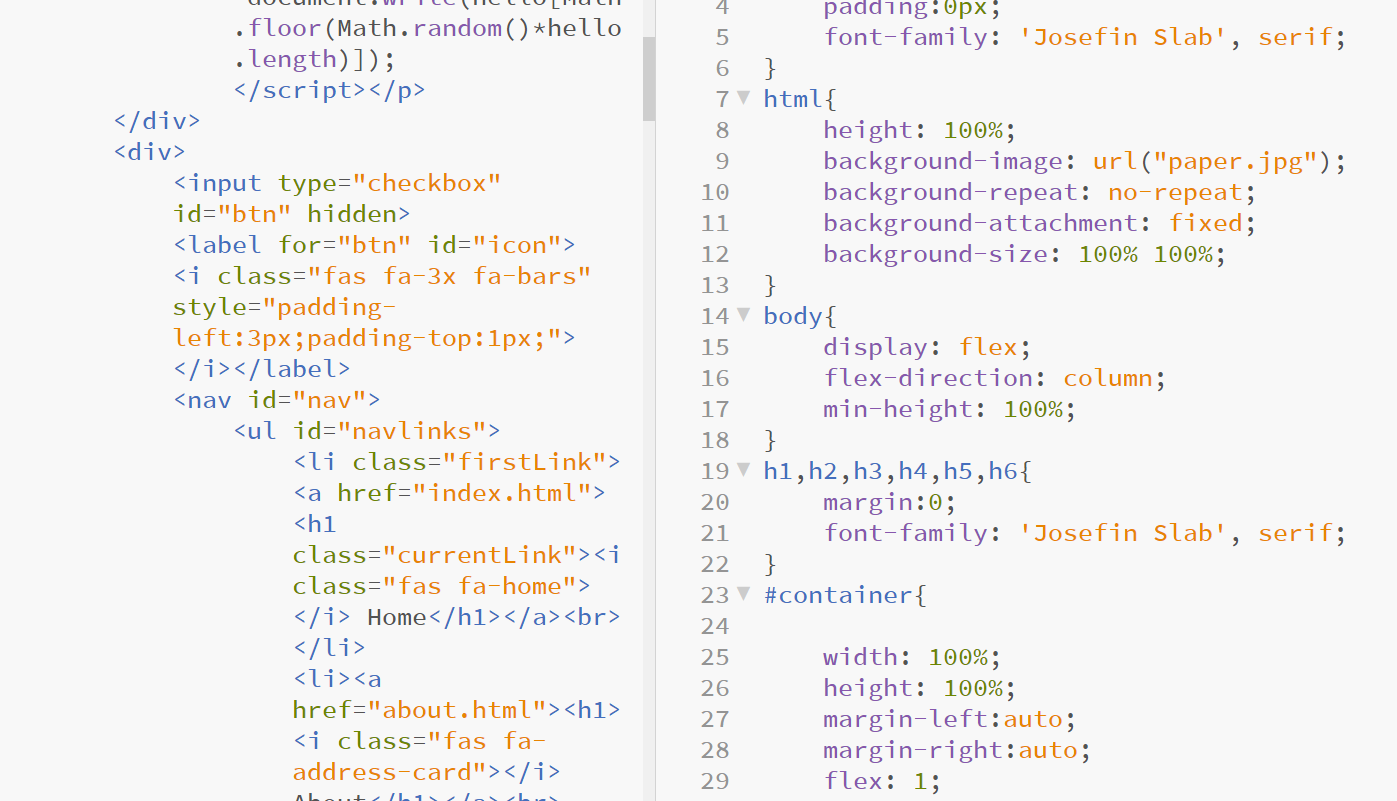 document.write(hello[Math
.floor(Math.random()*hello
.length)]);
</script></p>
</div>
<div>
<input type="checkbox"
id="btn" hidden>
<label for="btn" id="icon">
<i class="fas fa-3x fa-bars"
style="padding-
left:3px;padding-top:1px;">
</i></label>
<nav id="nav">
<ul id="navlinks">
<li class="firstLink">
<a href="index.html">
<h1
class="currentLink"><i
class="fas fa-home">
</i> Home</h1></a><br>
</li>
<li><a
href="about.html"><h1>
<i class="fas fa-
address-card"></i>
About</h1></a><br>
4 padding:0px;
5 font-family: 'Josefin Slab', serif;
6 }
7 html{
8 height: 100%;
9 background-image: url("paper.jpg");
10 background-repeat: no-repeat;
11 background-attachment: fixed;
12 background-size: 100% 100%;
13 }
14 body{
15 display: flex;
16 flex-direction: column;
17 min-height: 100%;
18 }
19 h1,h2,h3,h4,h5,h6{
20 margin:0;
21 font-family: 'Josefin Slab', serif;
22 }
23 #container{
24
25 width: 100%;
26 height: 100%;
27 margin-left:auto;
28 margin-right:auto;
29 flex: 1;